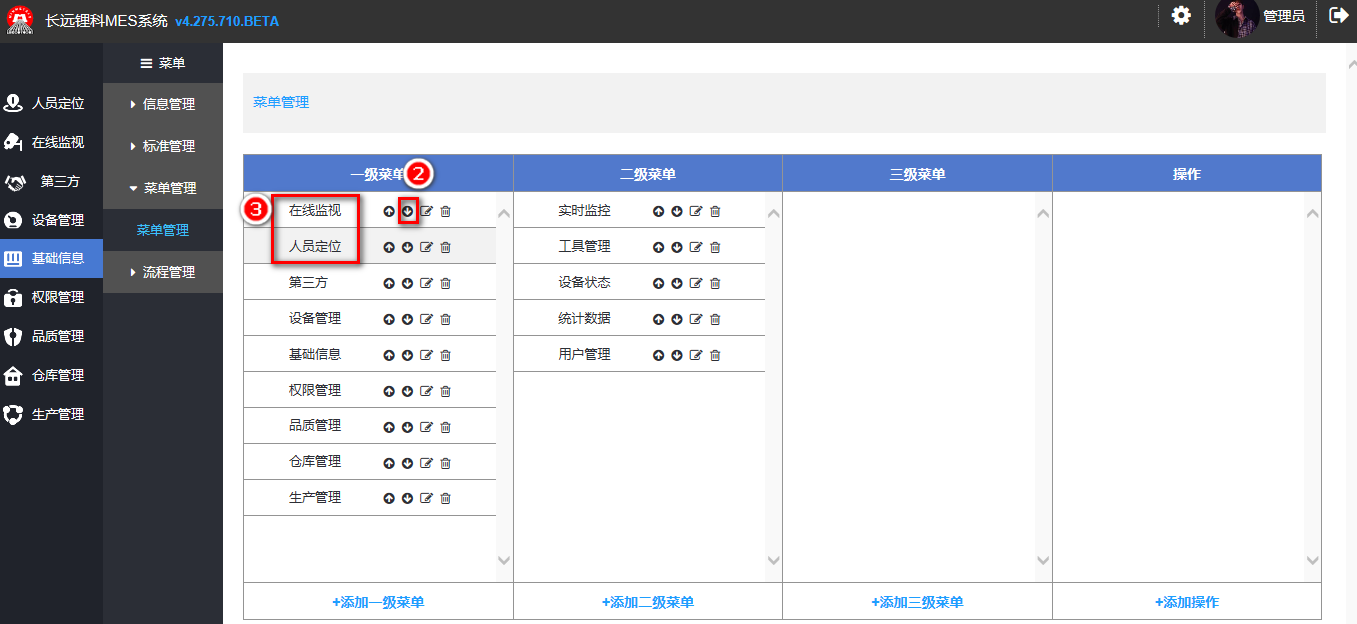 长远锂科MES系统 v4.275.710.BETA
管理员
人员定位
在线监视
第三方
设备管理
基础信息
权限管理
品质管理
仓库管理
生产管理
菜单
信息管理
标准管理
菜单管理
菜单管理
流程管理
菜单管理
一级菜单 二级菜单 三级菜单 操作
2
3
在线监视 实时监控
人员定位 工具管理
第三方 设备状态
设备管理 统计数据
基础信息 用户管理
权限管理
品质管理
仓库管理
生产管理
+添加一级菜单 +添加二级菜单 +添加三级菜单 +添加操作